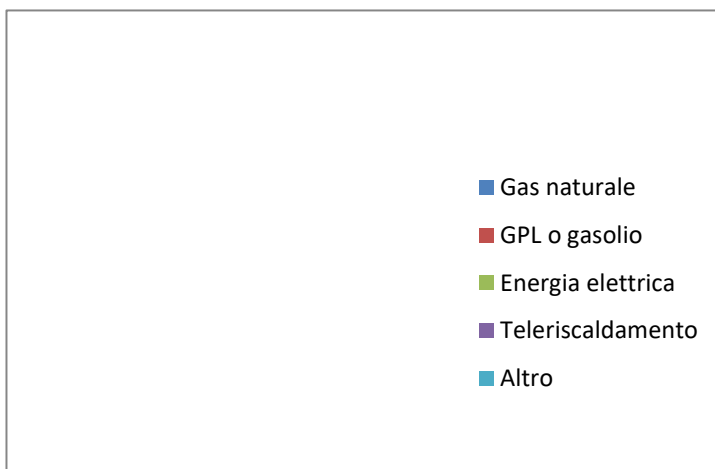 Gas naturale
GPL o gasolio
Energia elettrica
Teleriscaldamento
Altro